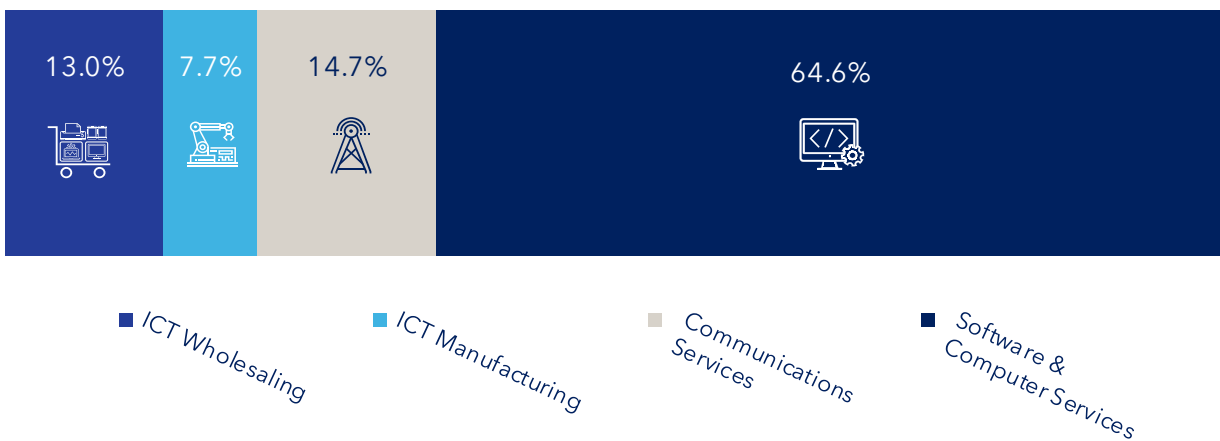 13.0%
7.7%
14.7%
64.6%
</>
ICT Wholesaling
ICT Manufacturing
Communications
Services
Software &
Computer Services